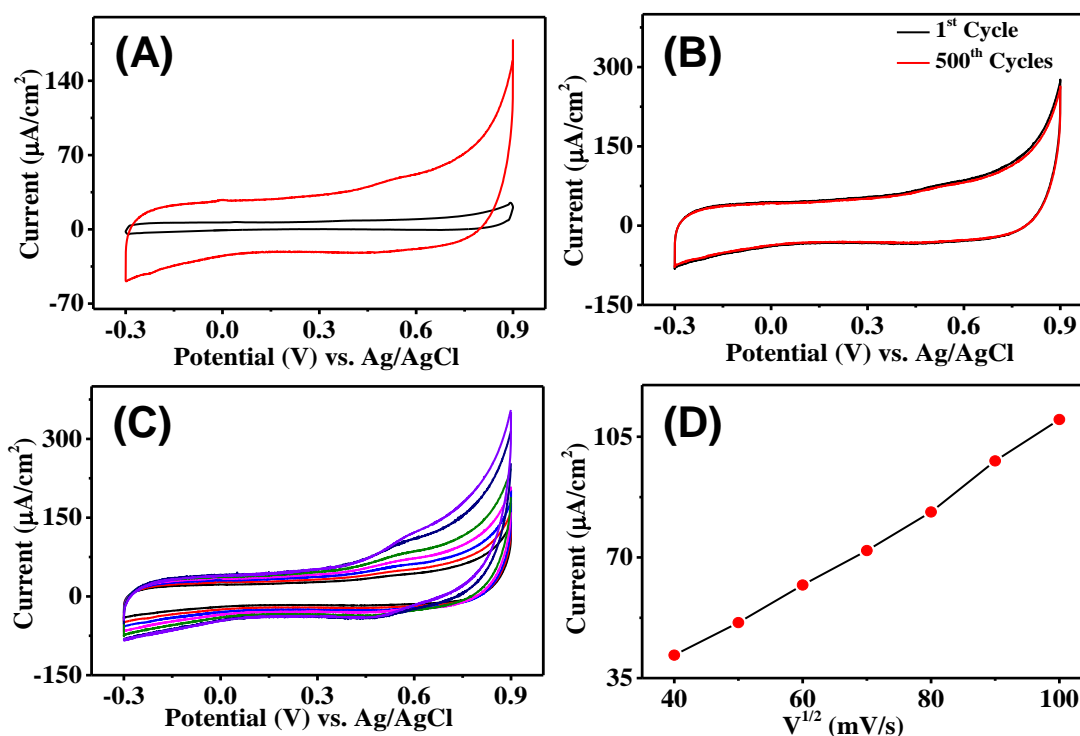 (A)
Current (µA/cm²)
140
70
0
-70
-0.3 0.0 0.3 0.6 0.9
Potential (V) vs. Ag/AgCl
(B)
1st Cycle
500th Cycles
Current (µA/cm²)
300
150
0
-150
-0.3 0.0 0.3 0.6 0.9
Potential (V) vs. Ag/AgCl
(C)
Current (µA/cm²)
300
150
0
-150
-0.3 0.0 0.3 0.6 0.9
Potential (V) vs. Ag/AgCl
(D)
Current (µA/cm²)
105
70
35
40 60 80 100
V1/2 (mV/s)